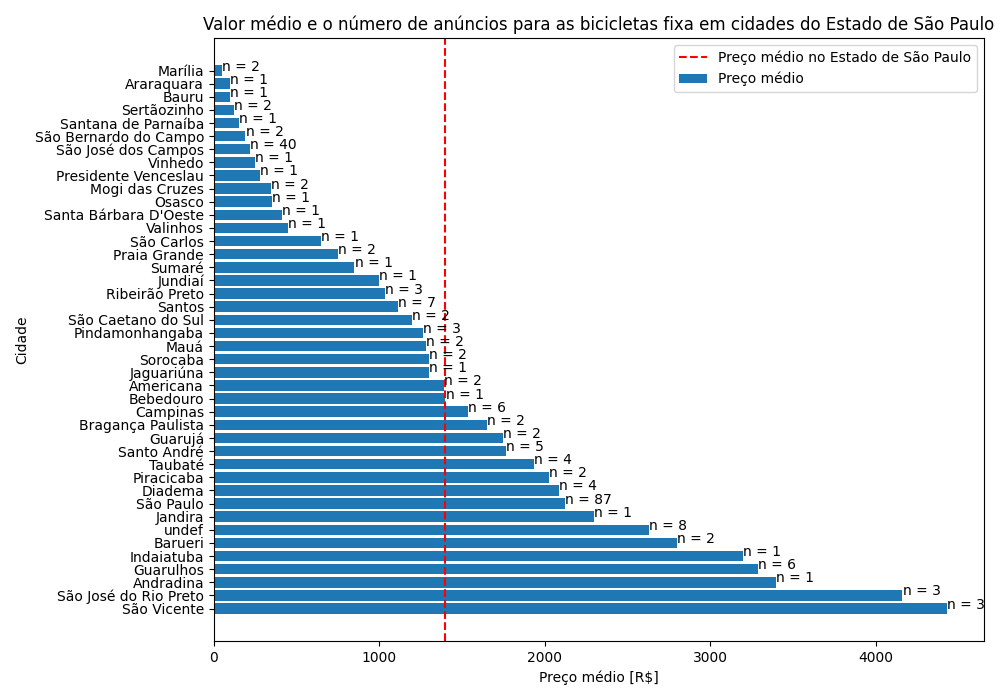 Valor médio e o número de anúncios para as bicicletas fixa em cidades do Estado de São Paulo
Preço médio no Estado de São Paulo
Preço médio
Marília n = 2
Araraquara n = 1
Bauru n = 1
Sertãozinho n = 2
Santana de Parnaíba n = 1
São Bernardo do Campo n = 2
São José dos Campos n = 40
Vinhedo n = 1
Presidente Venceslau n = 1
Mogi das Cruzes n = 2
Osasco n = 1
Santa Bárbara D'Oeste n = 1
Valinhos n = 1
São Carlos n = 1
Praia Grande n = 2
Sumaré n = 1
Jundiaí n = 1
Ribeirão Preto n = 3
Santos n = 7
São Caetano do Sul n = 2
Pindamonhangaba n = 3
Mauá n = 2
Sorocaba n = 2
Jaguariúna n = 1
Americana n = 2
Bebedouro n = 1
Campinas n = 6
Bragança Paulista n = 2
Guarujá n = 2
Santo André n = 5
Taubaté n = 4
Piracicaba n = 2
Diadema n = 4
São Paulo n = 87
Jandira n = 1
undef n = 8
Barueri n = 2
Indaiatuba n = 1
Guarulhos n = 6
Andradina n = 1
São José do Rio Preto n = 3
São Vicente n = 3
Cidade
0 1000 2000 3000 4000
Preço médio [R$]